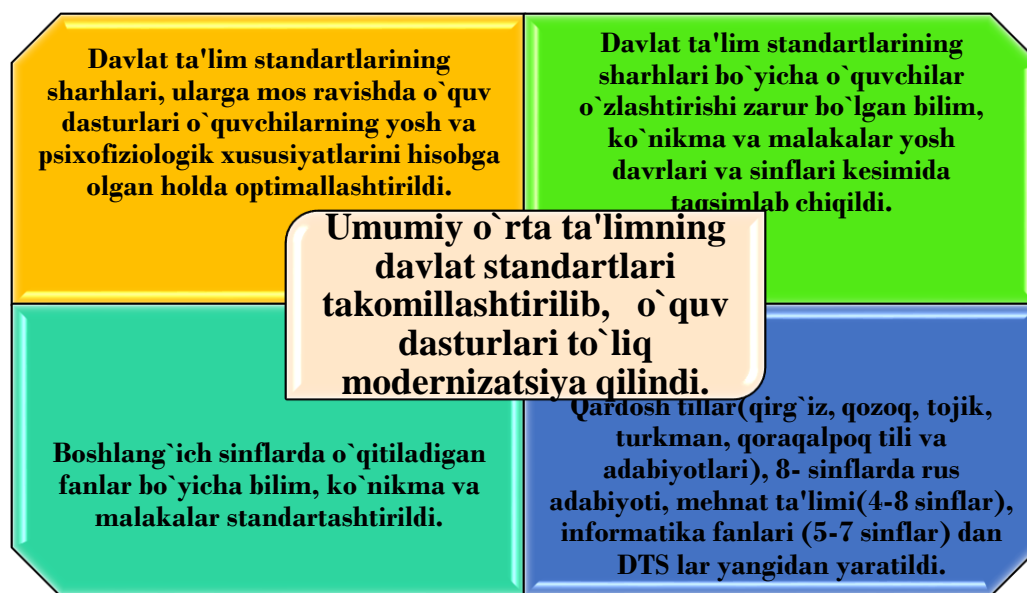 Davlat ta'lim standartlarining
sharhlari, ularga mos ravishda o`quv
dasturlari o`quvchilarning yosh va
psixofiziologik xususiyatlarini hisobga
olgan holda optimallashtirildi.
Davlat ta'lim standartlarining
sharhlari bo`yicha o`quvchilar
o`zlashtirishi zarur bo`lgan bilim,
ko`nikma va malakalar yosh
davrlari va sinflari kesimida
taqsimlab chiqildi.
Umumiy o`rta ta'limning
davlat standartlari
takomillashtirilib, o`quv
dasturlari to`liq
modernizatsiya qilindi.
Boshlang`ich sinflarda o`qitiladigan
fanlar bo`yicha bilim, ko`nikma va
malakalar standartashtirildi.
Qardosh tillar(qirg`iz, qozoq, tojik,
turkman, qoraqalpoq tili va
adabiyotlari), 8- sinflarda rus
adabiyoti, mehnat ta'limi(4-8 sinflar),
informatika fanlari (5-7 sinflar) dan
DTS lar yangidan yaratildi.